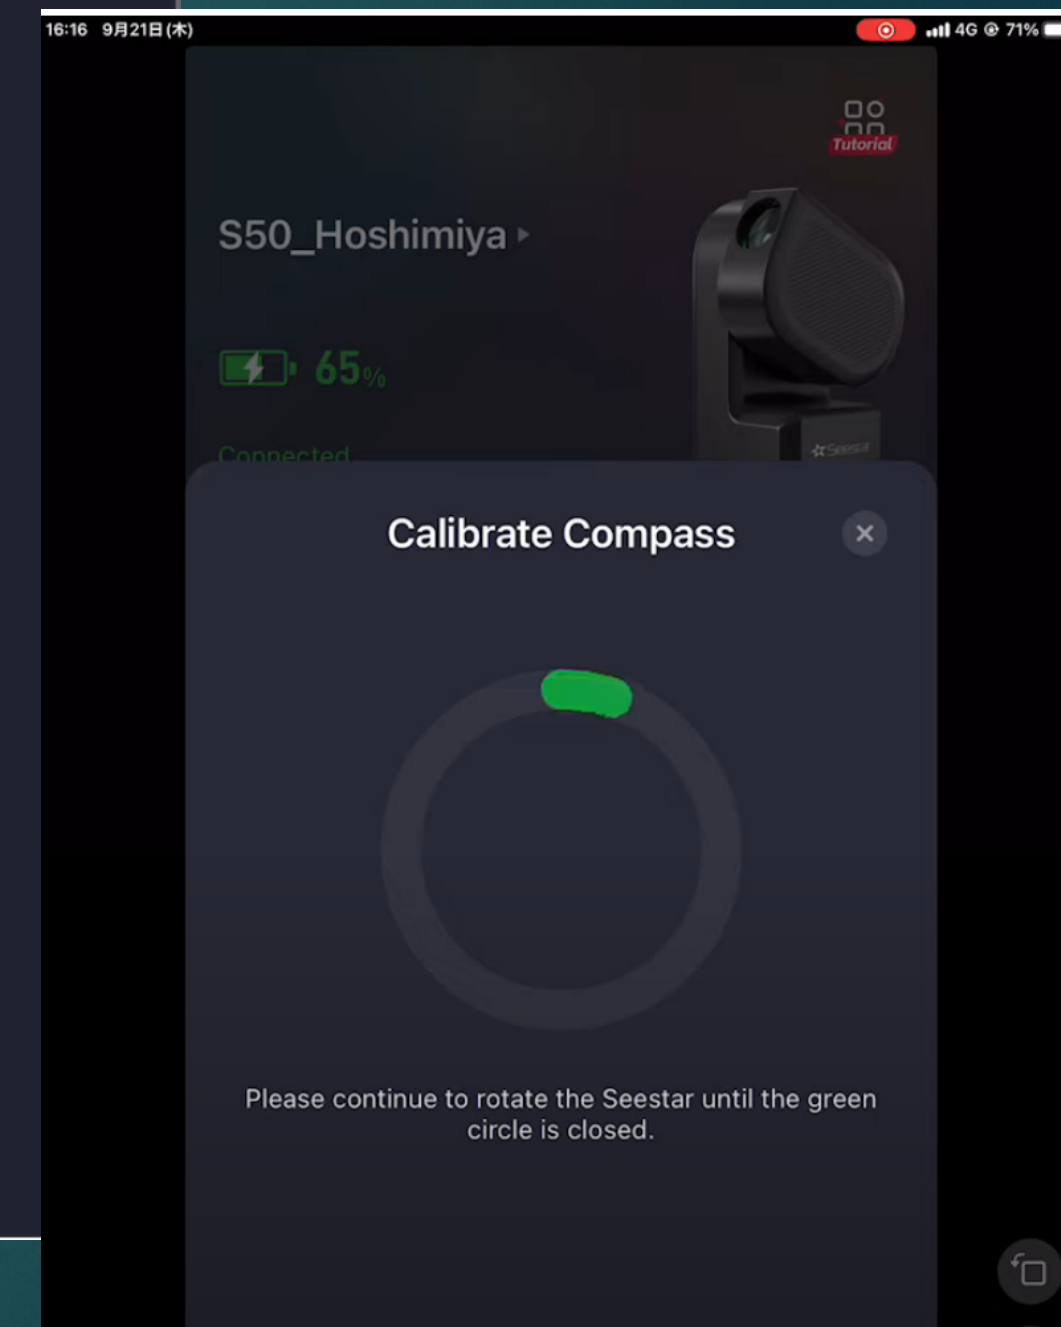 16:16 9月21日(木)
4G 71%
Tutorial
S50_Hoshimiya
65%
Connected
Seestar
Calibrate Compass
Please continue to rotate the Seestar until the green
circle is closed.